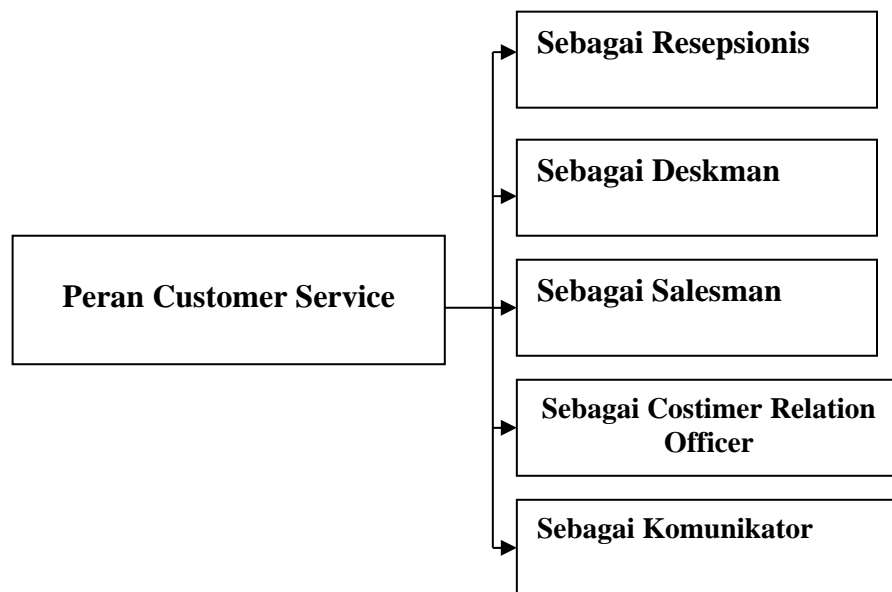 Peran Customer Service
Sebagai Resepsionis
Sebagai Deskman
Sebagai Salesman
Sebagai Costimer Relation
Officer
Sebagai Komunikator